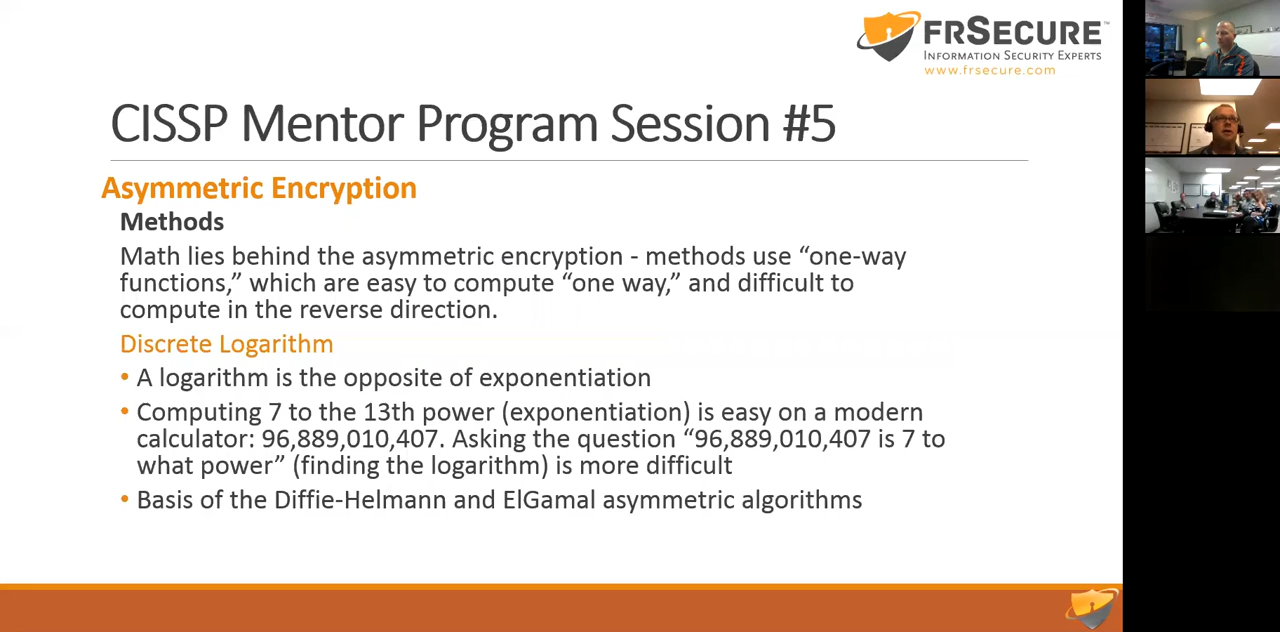 FRSECURE™
INFORMATION SECURITY EXPERTS
www.frsecure.com
CISSP Mentor Program Session #5
Asymmetric Encryption
Methods
Math lies behind the asymmetric encryption - methods use “one-way
functions,” which are easy to compute “one way,” and difficult to
compute in the reverse direction.
Discrete Logarithm
• A logarithm is the opposite of exponentiation
• Computing 7 to the 13th power (exponentiation) is easy on a modern
calculator: 96,889,010,407. Asking the question “96,889,010,407 is 7 to
what power” (finding the logarithm) is more difficult
• Basis of the Diffie-Helmann and ElGamal asymmetric algorithms